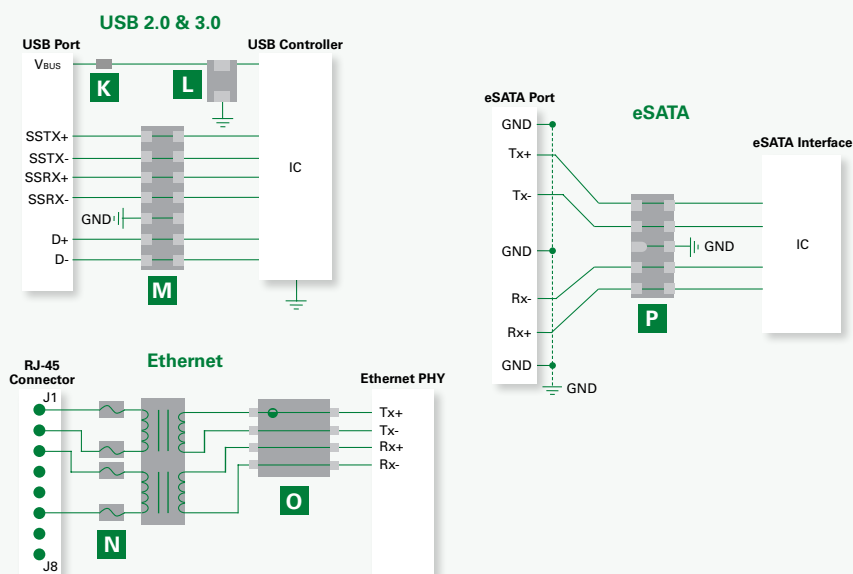 USB 2.0 & 3.0
USB Port
USB Controller
VBUS
K
L
SSTX+
SSTX-
SSRX+
SSRX-
GND
D+
D-
IC
M
eSATA Port
eSATA
eSATA Interface
GND
Tx+
Tx-
GND
GND
IC
Rx-
Rx+
P
GND
GND
Ethernet
RJ-45
Connector
Ethernet PHY
J1
Tx+
Tx-
Rx+
Rx-
N
O
J8